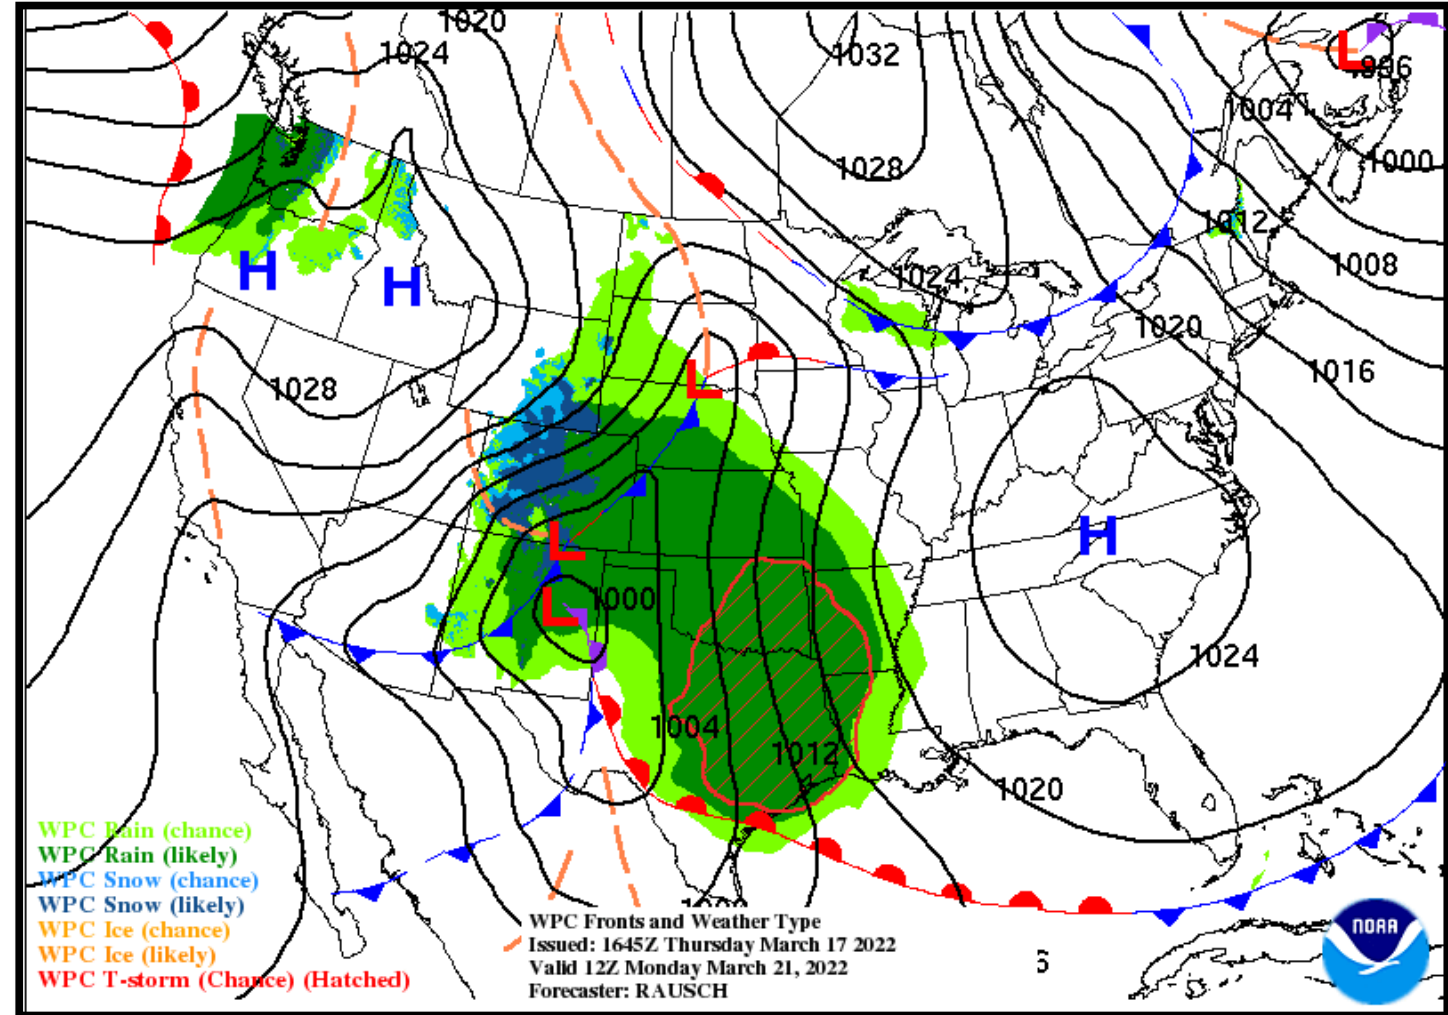 1020
1024
1032
996
1004
1028
1000
1012
1024
1008
1020
1016
1028
H
H
L
L
L
L
H
1000
1024
1004
1012
1020
WPC Rain (chance)
WPC Rain (likely)
WPC Snow (chance)
WPC Snow (likely)
WPC Ice (chance)
WPC Ice (likely)
WPC T-storm (Chance) (Hatched)
WPC Fronts and Weather Type
Issued: 1645Z Thursday March 17 2022
Valid 12Z Monday March 21, 2022
Forecaster: RAUSCH
NOAA